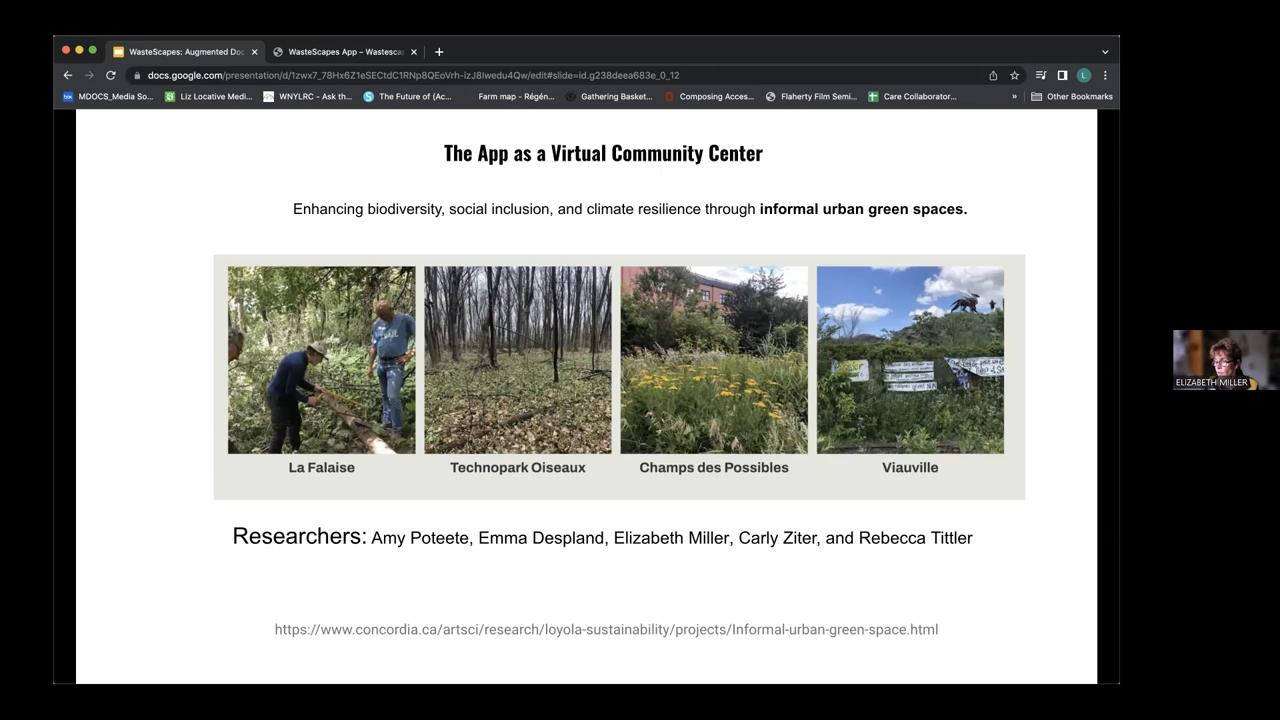 WasteScapes: Augmented Doc
WasteScapes App – Wastesca
docs.google.com/presentation/d/1zwx7_78Hx6Z1eSECtdC1RNp8QEoVrh-izJ8lwedu4Qw/edit#slide=id.g238deea683e_0_12
L
MDOCS_Media So...
Liz Locative Medi...
WNYLRC - Ask th...
The Future of (Ac...
Farm map - Régén...
Gathering Basket...
Composing Acces...
Flaherty Film Semi...
Care Collaborator...
»
Other Bookmarks
The App as a Virtual Community Center
Enhancing biodiversity, social inclusion, and climate resilience through informal urban green spaces.
La Falaise
Technopark Oiseaux
Champs des Possibles
Viauville
ELIZABETH MILLER
Researchers: Amy Poteete, Emma Despland, Elizabeth Miller, Carly Ziter, and Rebecca Tittler
https://www.concordia.ca/artsci/research/loyola-sustainability/projects/Informal-urban-green-space.html